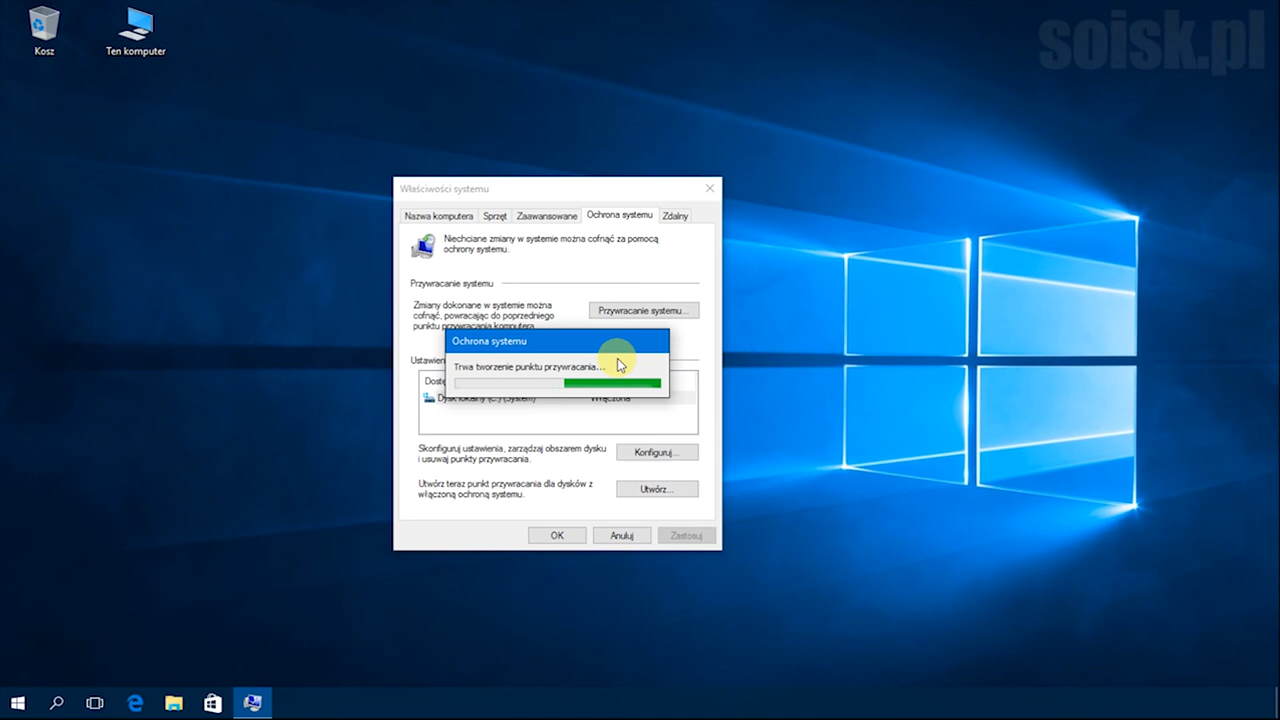 soisk.pl
Kosz
Ten komputer
Właściwości systemu
Nazwa komputera
Sprzęt
Zaawansowane
Ochrona systemu
Zdalny
Niechciane zmiany w systemie można cofnąć za pomocą
ochrony systemu.
Przywracanie systemu
Zmiany dokonane w systemie można
cofnąć, powracając do poprzedniego
punktu przywracania komputera.
Przywracanie systemu...
Ochrona systemu
Trwa tworzenie punktu przywracania...
Ustawien
Doste
Dysk lokalny (C:) (System)
Włączona
Skonfiguruj ustawienia, zarządzaj obszarem dysku
i usuwaj punkty przywracania.
Konfiguruj...
Utwórz teraz punkt przywracania dla dysków z
włączoną ochroną systemu.
Utwórz...
OK
Anuluj
Zastosuj